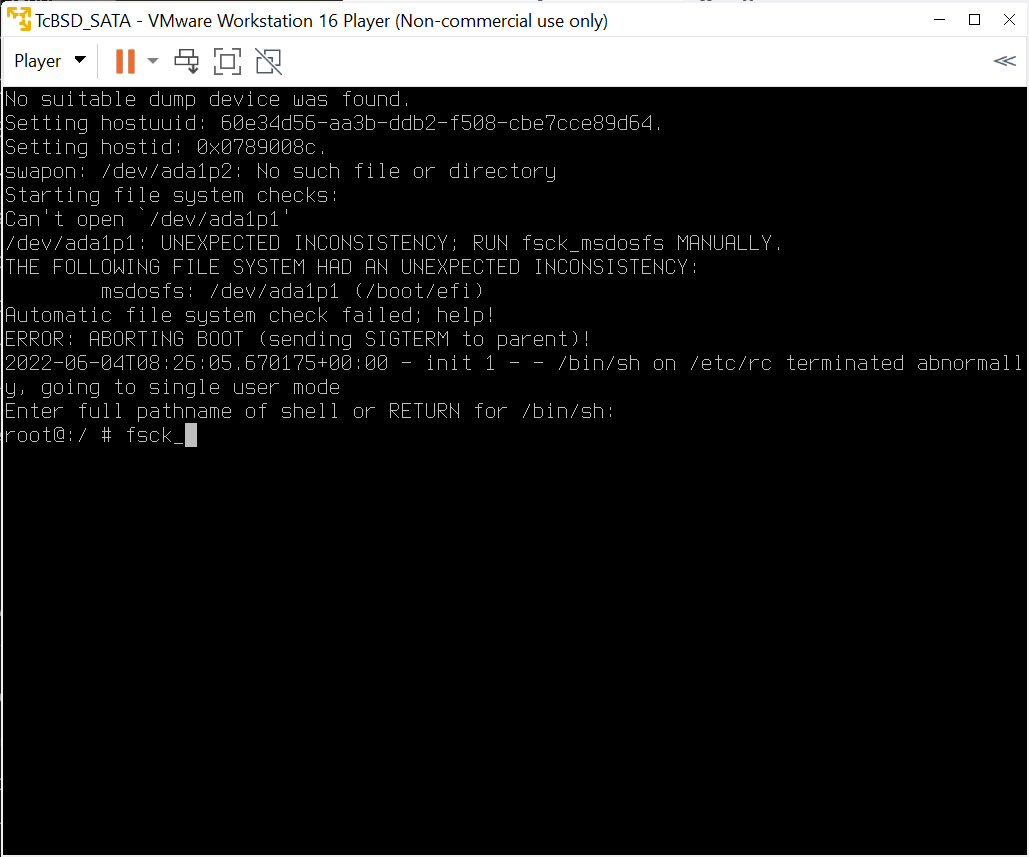 TcBSD_SATA - VMware Workstation 16 Player (Non-commercial use only)
Player
No suitable dump device was found.
Setting hostuuid: 60e34d56-aa3b-ddb2-f508-cbe7cce89d64.
Setting hostid: 0x0789008c.
swapon: /dev/ada1p2: No such file or directory
Starting file system checks:
Can't open `/dev/ada1p1'
/dev/ada1p1: UNEXPECTED INCONSISTENCY; RUN fsck_msdosfs MANUALLY.
THE FOLLOWING FILE SYSTEM HAD AN UNEXPECTED INCONSISTENCY:
        msdosfs: /dev/ada1p1 (/boot/efi)
Automatic file system check failed; help!
ERROR: ABORTING BOOT (sending SIGTERM to parent)!
2022-06-04T08:26:05.670175+00:00 - init 1 - - /bin/sh on /etc/rc terminated abnormall
y, going to single user mode
Enter full pathname of shell or RETURN for /bin/sh:
root@:/ # fsck_